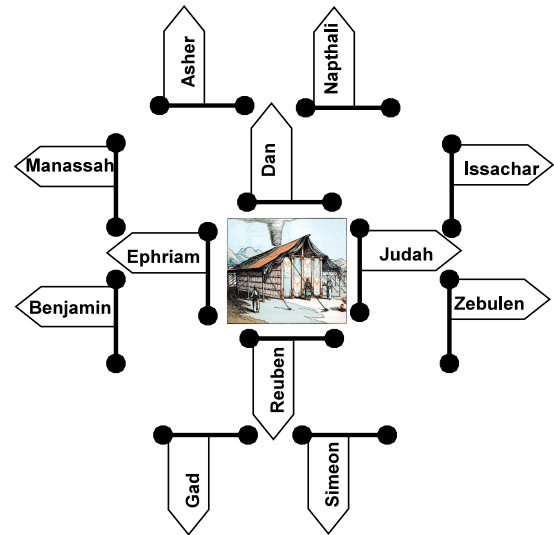 Asher
Napthali
Dan
Manassah
Issachar
Ephriam
Judah
Benjamin
Zebulen
Reuben
Gad
Simeon